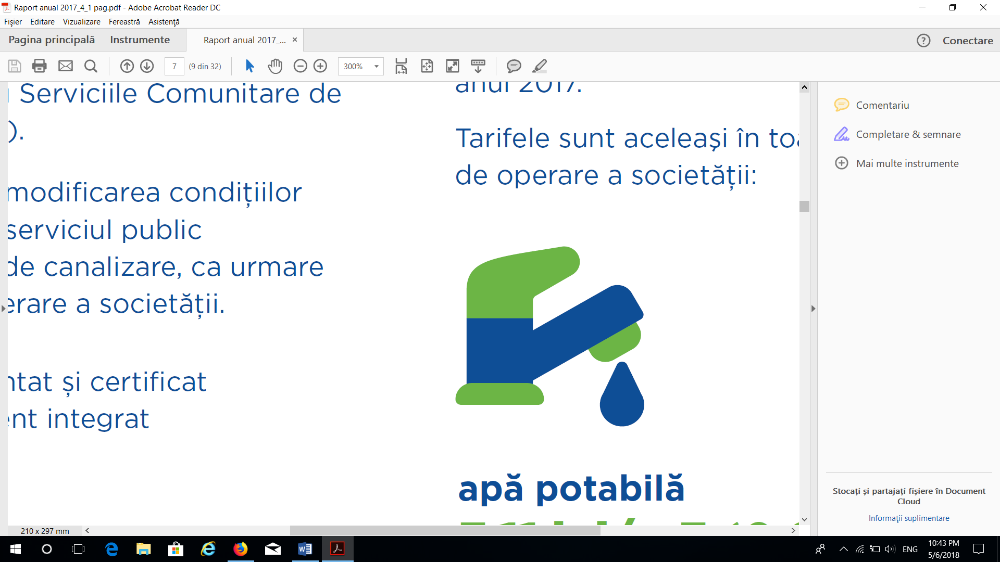 Raport anual 2017_4_1 pag.pdf - Adobe Acrobat Reader DC
Fișier Editare Vizualizare Fereastră Asistență
Pagina principală Instrumente Raport anual 2017_... × Conectare
7 (9 din 32) 300%
Serviciile Comunitare de
).
modificarea condițiilor
serviciul public
de canalizare, ca urmare
erare a societății.
ntat și certificat
ent integrat
anul 2017.
Tarifele sunt aceleași în toa
de operare a societății:
apă potabilă
Comentariu
Completare & semnare
Mai multe instrumente
Stocați și partajați fișiere în Document
Cloud
Informații suplimentare
210 x 297 mm
ENG
10:43 PM
5/6/2018